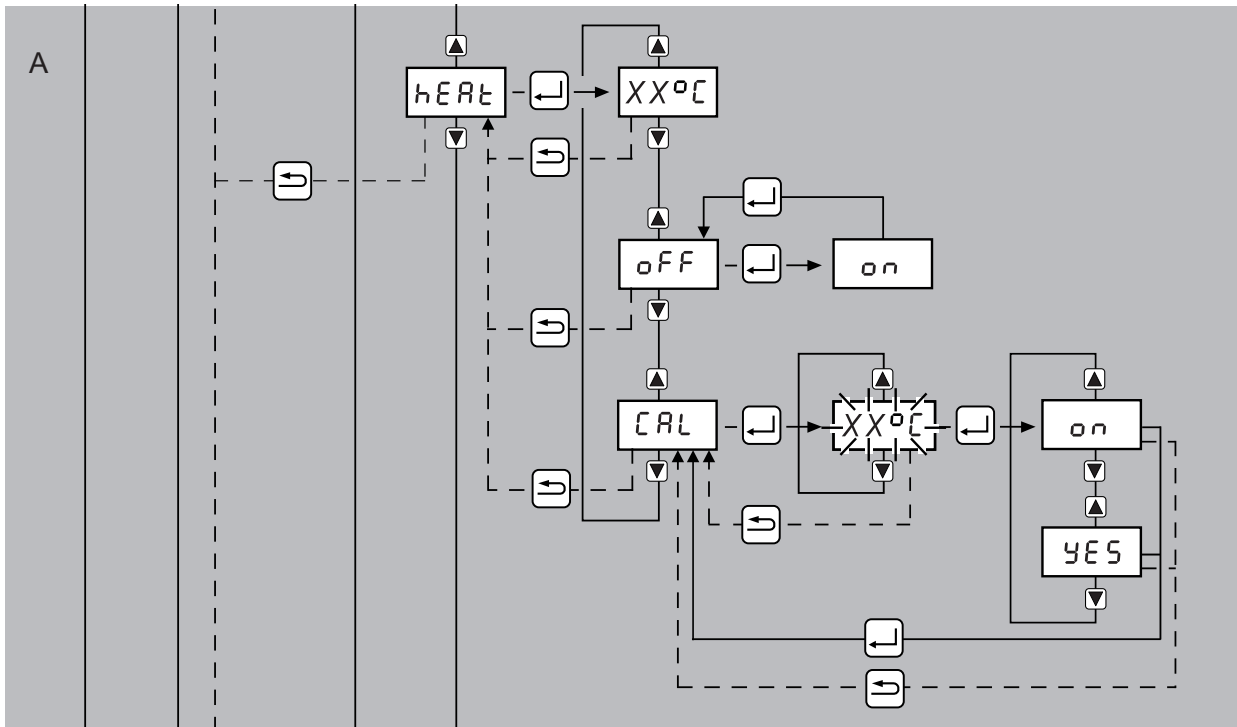 A
hEAt
XX°C
oFF
on
CAL
XX°C
on
YES